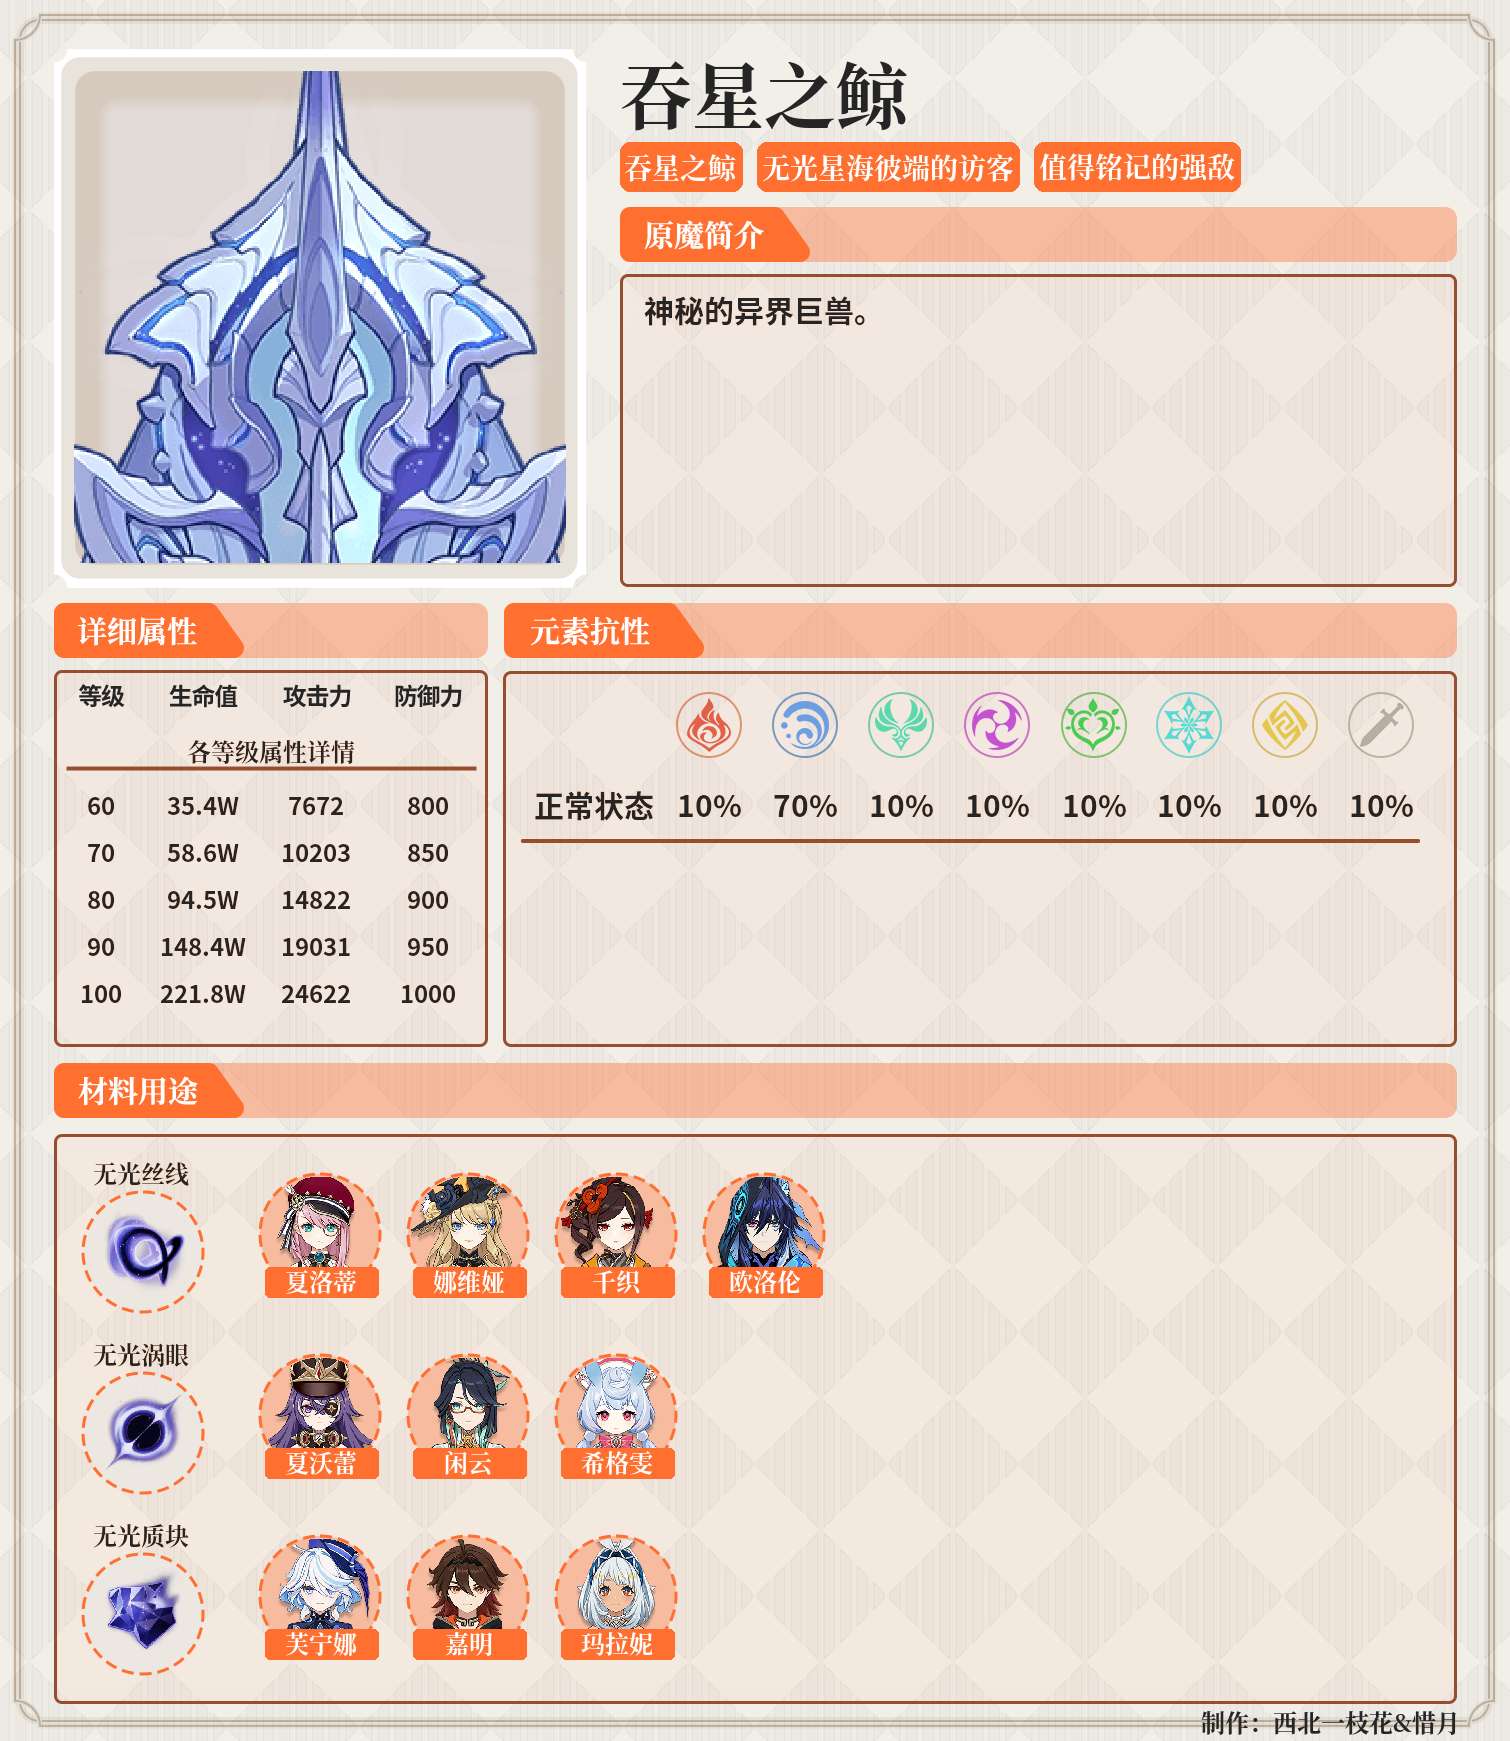 吞星之鲸
吞星之鲸 无光星海彼端的访客 值得铭记的强敌
原魔简介
神秘的异界巨兽。
详细属性
等级 生命值 攻击力 防御力
各等级属性详情
60 35.4W 7672 800
70 58.6W 10203 850
80 94.5W 14822 900
90 148.4W 19031 950
100 221.8W 24622 1000
元素抗性
正常状态 10% 70% 10% 10% 10% 10% 10% 10%
材料用途
无光丝线
夏洛蒂 娜维娅 千织 欧洛伦
无光涡眼
夏沃蕾 闲云 希格雯
无光质块
芙宁娜 嘉明 玛拉妮
制作：西北一枝花&惜月